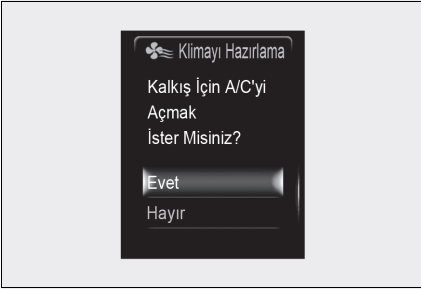 Klimayı Hazırlama
Kalkış İçin A/C'yi
Açmak
İster Misiniz?
Evet
Hayır